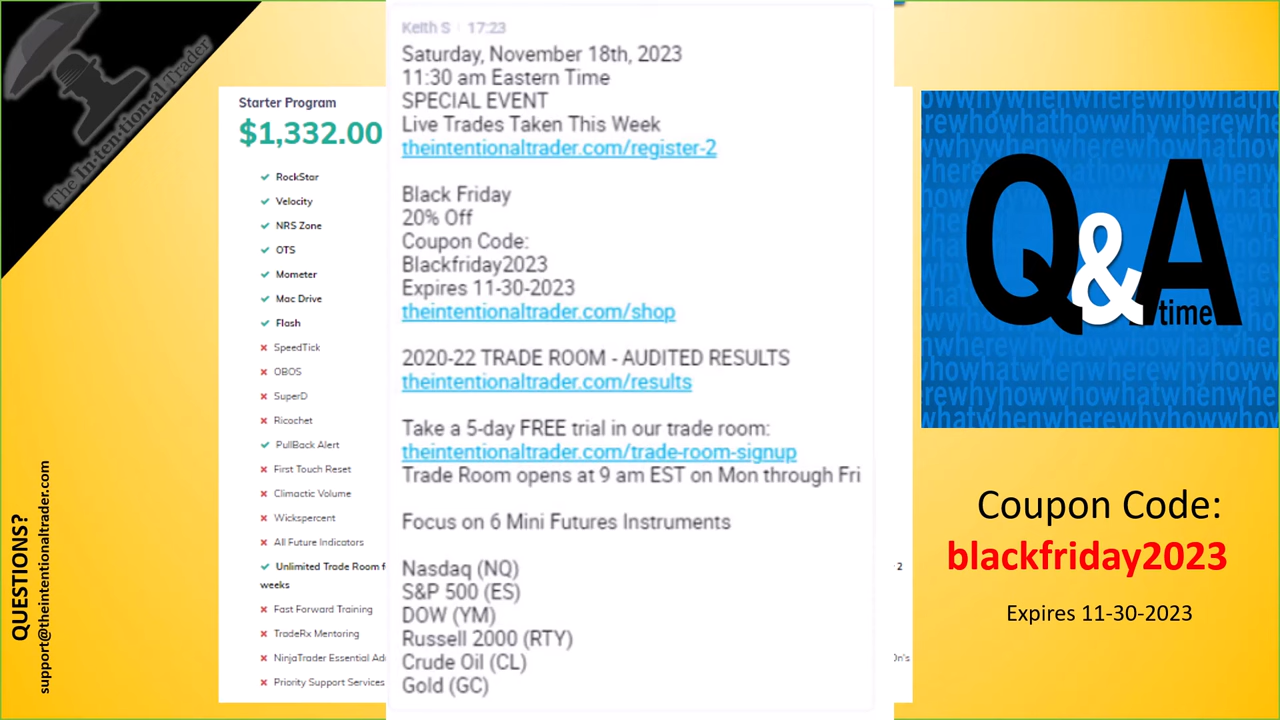 The In·ten·tion·al Trader
QUESTIONS?
support@theintentionaltrader.com
Starter Program
$1,332.00
RockStar
Velocity
NRS Zone
OTS
Mometer
Mac Drive
Flash
SpeedTick
OBOS
SuperD
Ricochet
PullBack Alert
First Touch Reset
Climactic Volume
Wickspercent
All Future Indicators
Unlimited Trade Room f
weeks
Fast Forward Training
TradeRx Mentoring
NinjaTrader Essential Ad
Priority Support Services
Keith S 17:23
Saturday, November 18th, 2023
11:30 am Eastern Time
SPECIAL EVENT
Live Trades Taken This Week
theintentionaltrader.com/register-2
Black Friday
20% Off
Coupon Code:
Blackfriday2023
Expires 11-30-2023
theintentionaltrader.com/shop
2020-22 TRADE ROOM - AUDITED RESULTS
theintentionaltrader.com/results
Take a 5-day FREE trial in our trade room:
theintentionaltrader.com/trade-room-signup
Trade Room opens at 9 am EST on Mon through Fri
Focus on 6 Mini Futures Instruments
Nasdaq (NQ)
S&P 500 (ES)
DOW (YM)
Russell 2000 (RTY)
Crude Oil (CL)
Gold (GC)
2
On's
Q&A
time
Coupon Code:
blackfriday2023
Expires 11-30-2023